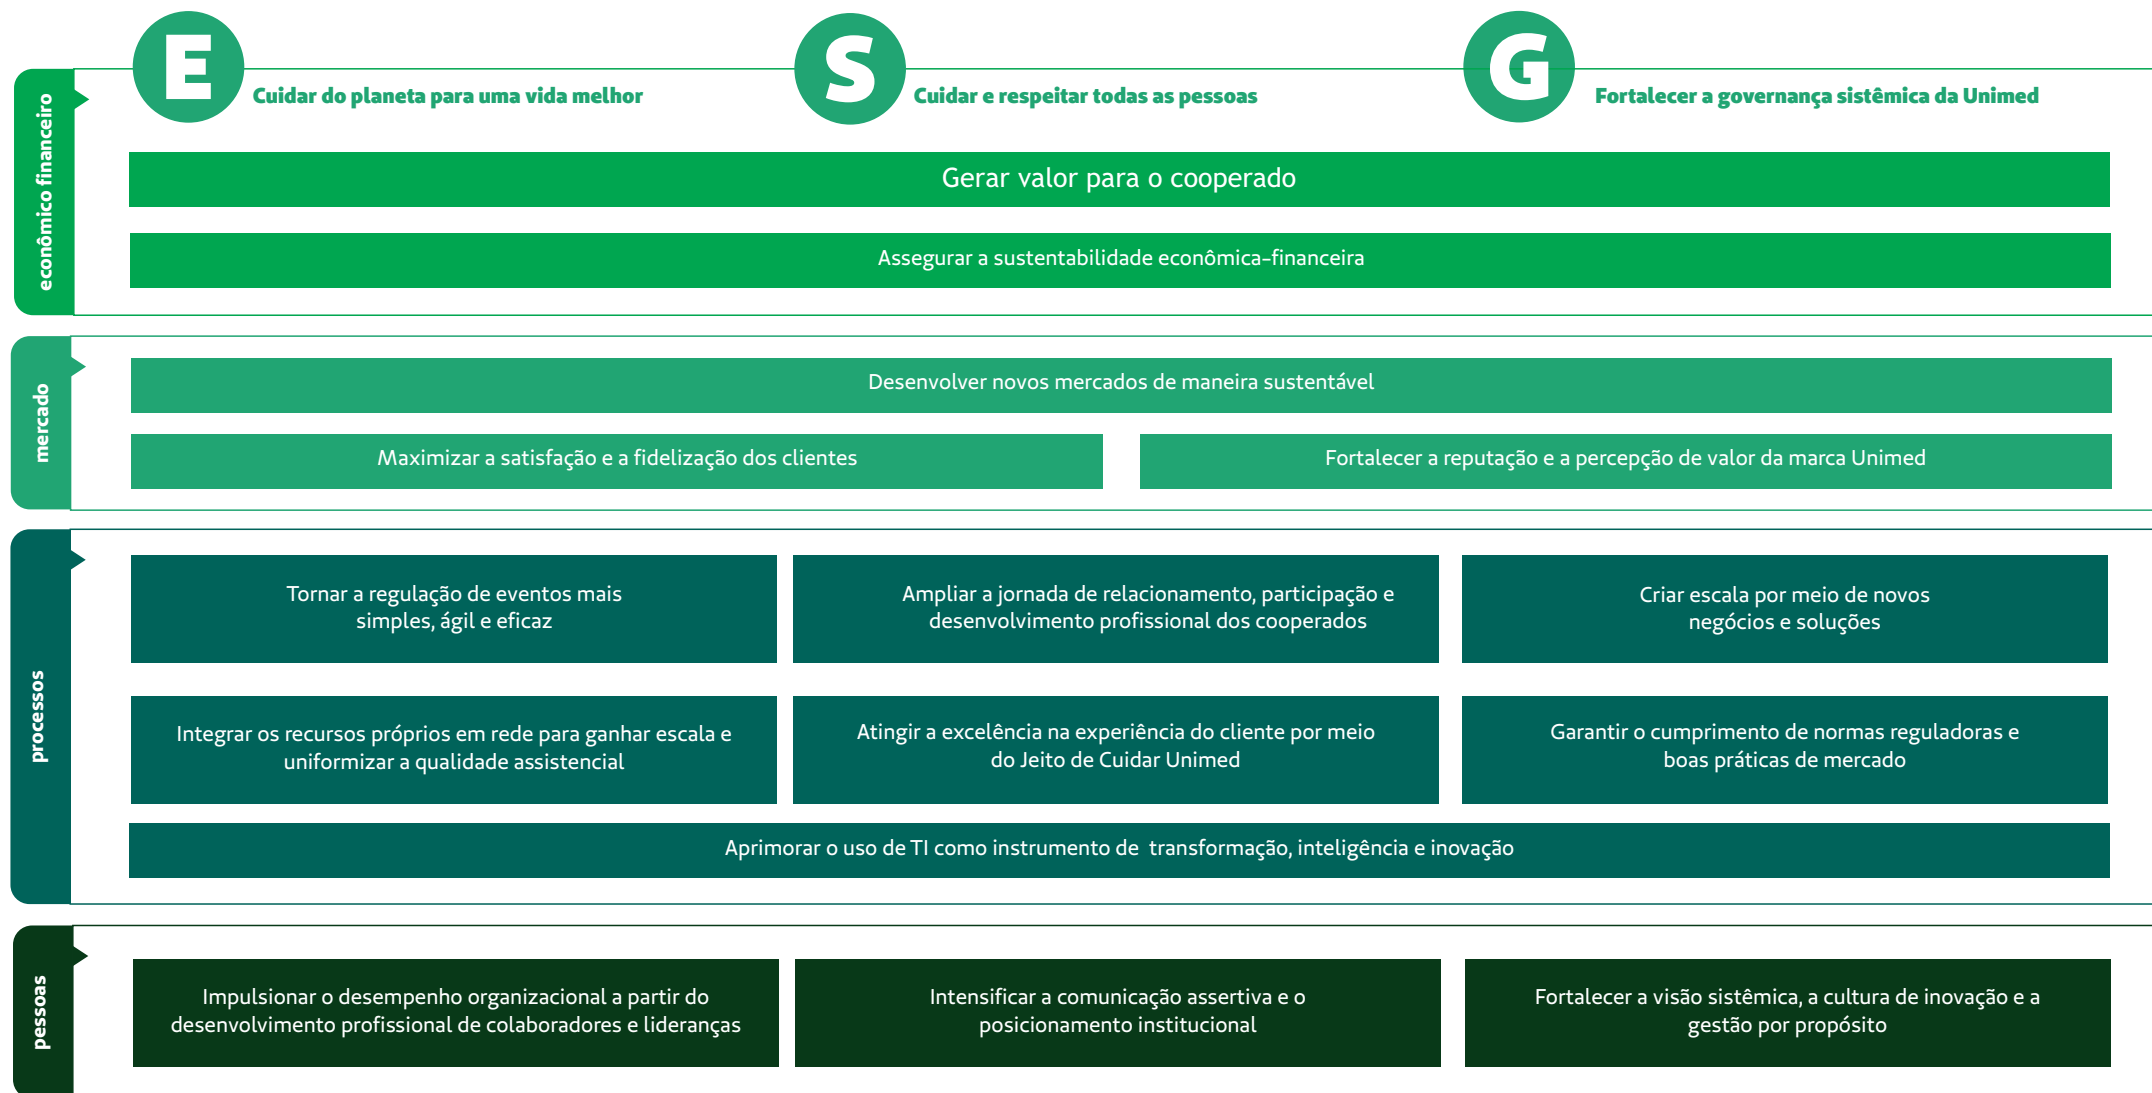 E
Cuidar do planeta para uma vida melhor
S
Cuidar e respeitar todas as pessoas
G
Fortalecer a governança sistêmica da Unimed
econômico financeiro
Gerar valor para o cooperado
Assegurar a sustentabilidade econômica-financeira
mercado
Desenvolver novos mercados de maneira sustentável
Maximizar a satisfação e a fidelização dos clientes
Fortalecer a reputação e a percepção de valor da marca Unimed
processos
Tornar a regulação de eventos mais
simples, ágil e eficaz
Ampliar a jornada de relacionamento, participação e
desenvolvimento profissional dos cooperados
Criar escala por meio de novos
negócios e soluções
Integrar os recursos próprios em rede para ganhar escala e
uniformizar a qualidade assistencial
Atingir a excelência na experiência do cliente por meio
do Jeito de Cuidar Unimed
Garantir o cumprimento de normas reguladoras e
boas práticas de mercado
Aprimorar o uso de TI como instrumento de transformação, inteligência e inovação
pessoas
Impulsionar o desempenho organizacional a partir do
desenvolvimento profissional de colaboradores e lideranças
Intensificar a comunicação assertiva e o
posicionamento institucional
Fortalecer a visão sistêmica, a cultura de inovação e a
gestão por propósito